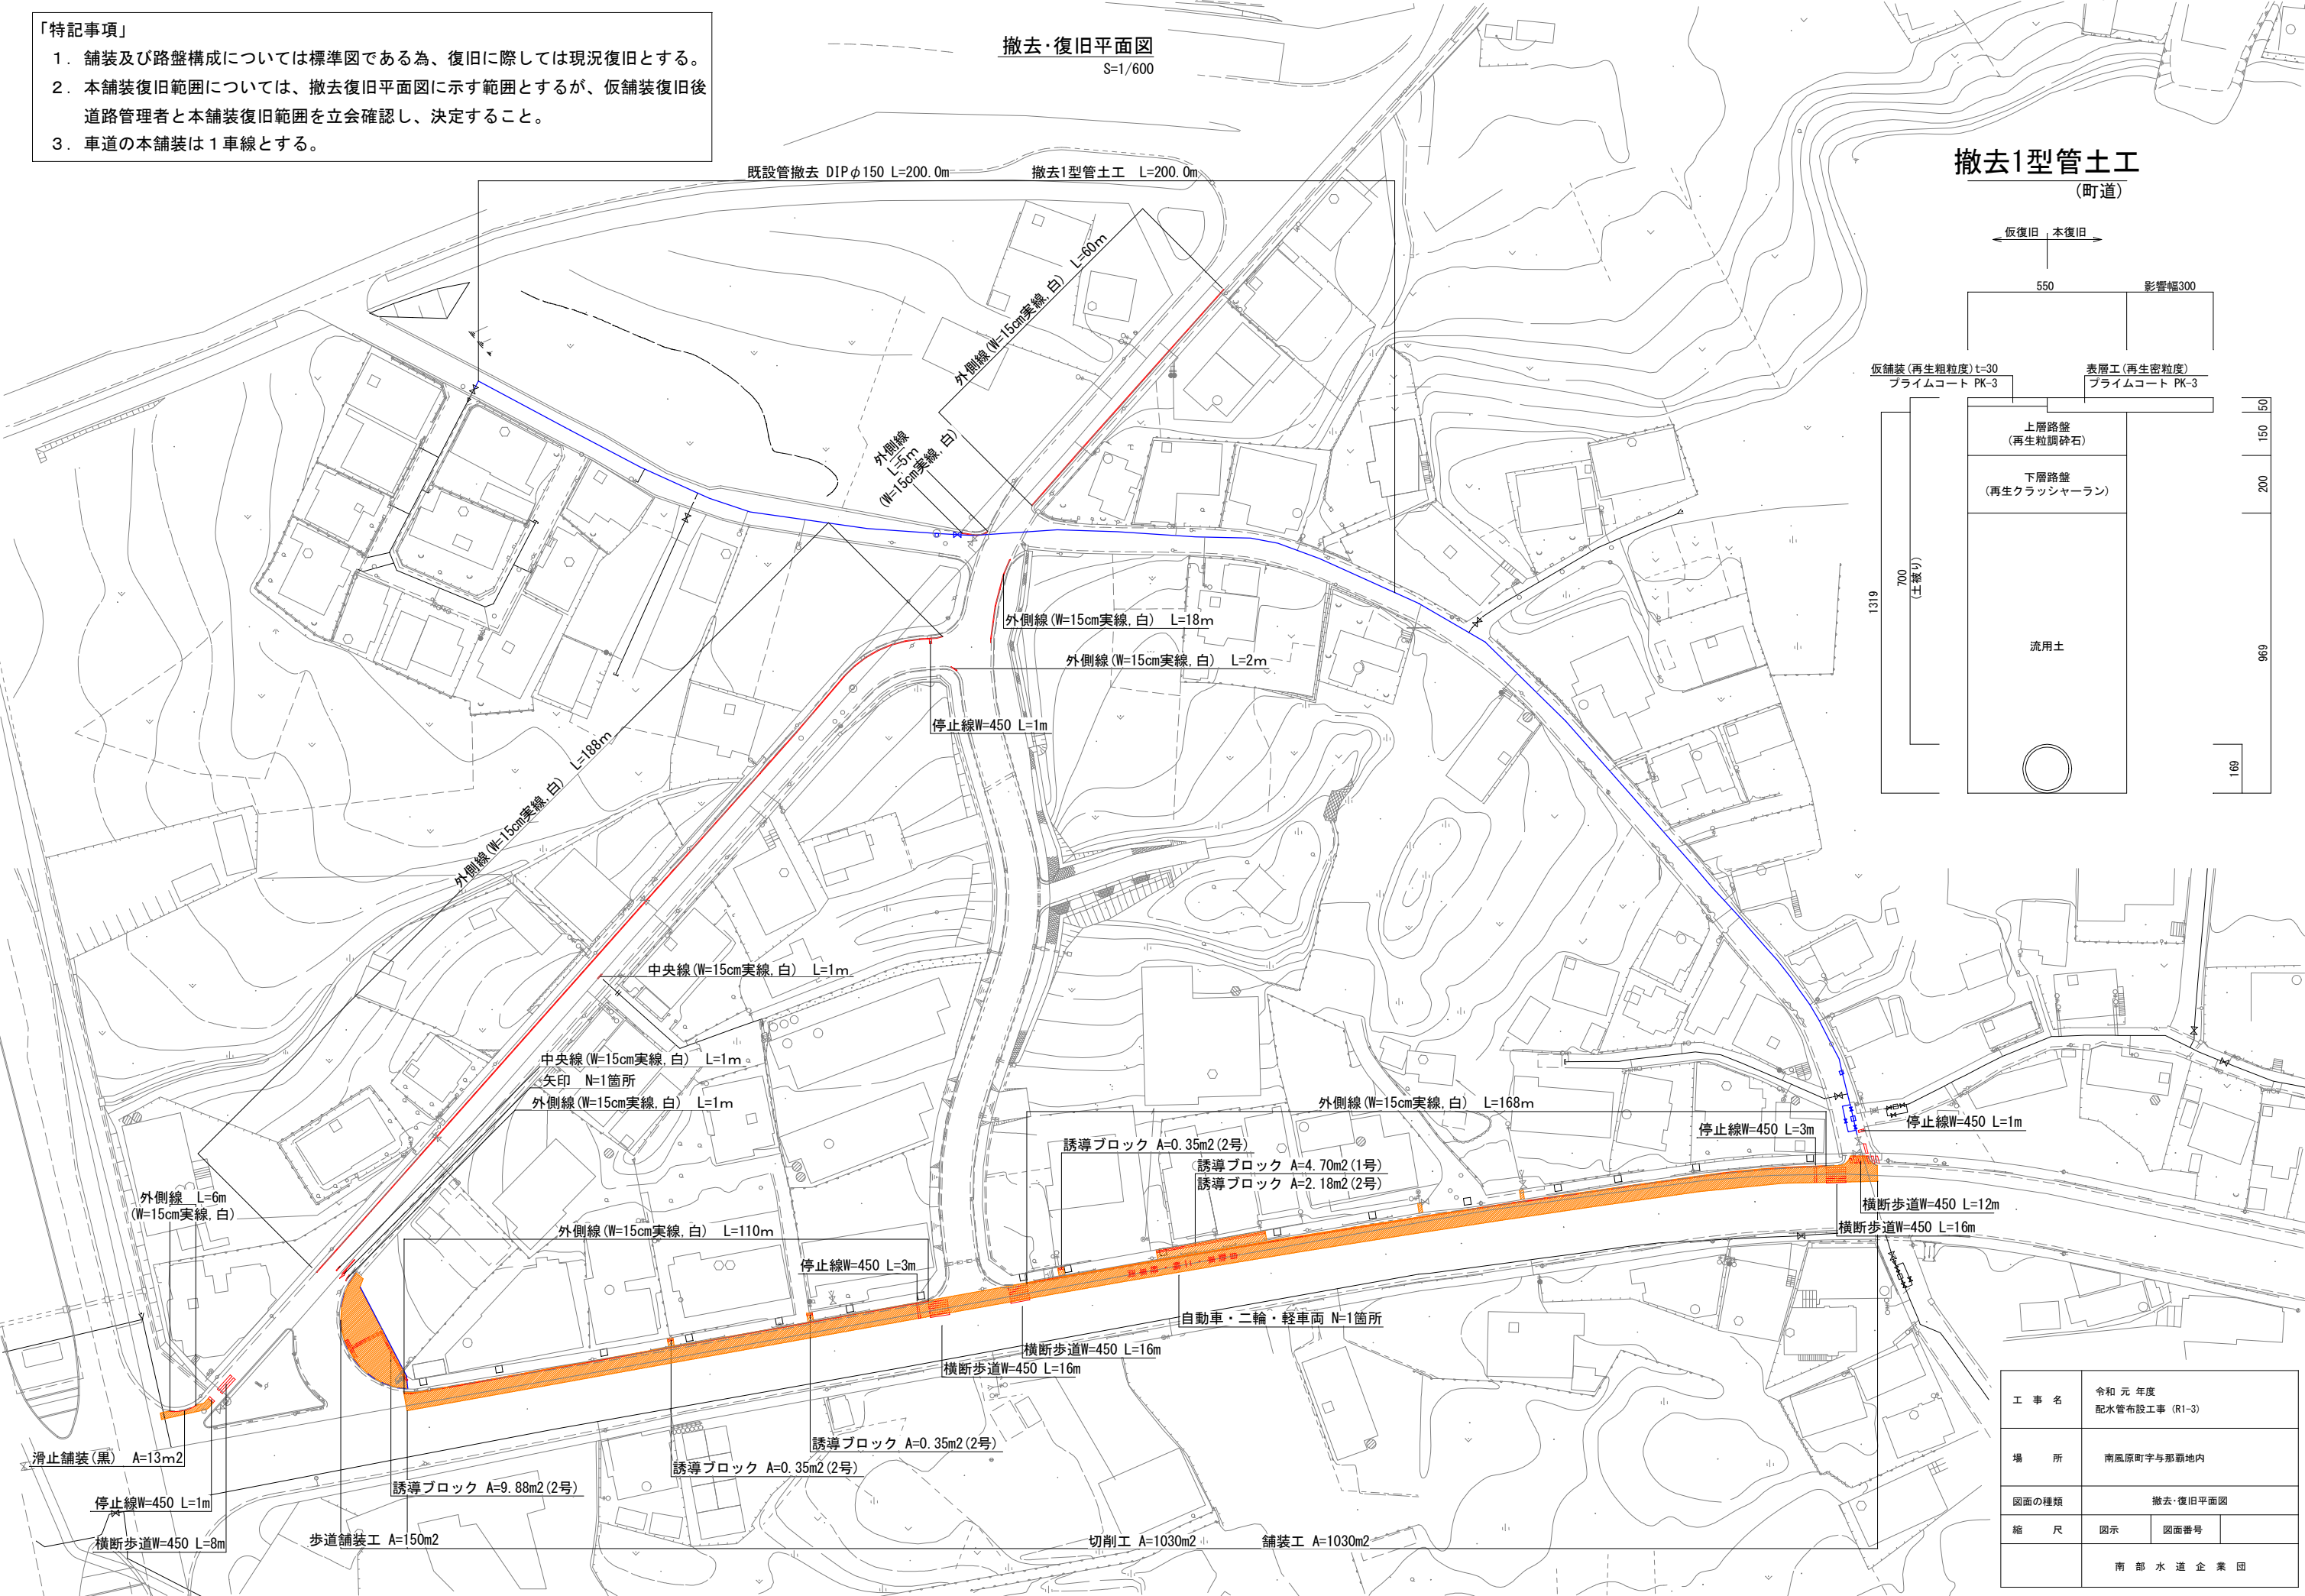 「特記事項」
１．舗装及び路盤構成については標準図である為、復旧に際しては現況復旧とする。
２．本舗装復旧範囲については、撤去復旧平面図に示す範囲とするが、仮舗装復旧後
道路管理者と本舗装復旧範囲を立会確認し、決定すること。
３．車道の本舗装は１車線とする。
撤去･復旧平面図
S=1/600
既設管撤去 DIPφ150 L=200.0m
撤去1型管土工 L=200.0m
外側線(W=15cm実線,白) L=60m
外側線
L=5m
(W=15cm実線,白)
外側線(W=15cm実線,白) L=18m
外側線(W=15cm実線,白) L=2m
停止線W=450 L=1m
外側線(W=15cm実線,白) L=188m
中央線(W=15cm実線,白) L=1m
中央線(W=15cm実線,白) L=1m
矢印 N=1箇所
外側線(W=15cm実線,白) L=1m
外側線(W=15cm実線,白) L=168m
停止線W=450 L=3m
停止線W=450 L=1m
誘導ブロック A=0.35m2(2号)
誘導ブロック A=4.70m2(1号)
誘導ブロック A=2.18m2(2号)
外側線 L=6m
(W=15cm実線,白)
外側線(W=15cm実線,白) L=110m
停止線W=450 L=3m
横断歩道W=450 L=12m
横断歩道W=450 L=16m
自動車・二輪・軽車両 N=1箇所
横断歩道W=450 L=16m
横断歩道W=450 L=16m
滑止舗装(黒) A=13m2
誘導ブロック A=0.35m2(2号)
誘導ブロック A=0.35m2(2号)
誘導ブロック A=9.88m2(2号)
停止線W=450 L=1m
横断歩道W=450 L=8m
歩道舗装工 A=150m2
切削工 A=1030m2
舗装工 A=1030m2
撤去1型管土工
(町道)
仮復旧 本復旧
550
影響幅300
仮舗装(再生粗粒度)t=30
プライムコート PK-3
表層工(再生密粒度)
プライムコート PK-3
上層路盤
(再生粒調砕石)
下層路盤
(再生クラッシャーラン)
流用土
50
150
200
969
169
1319
700
(土被り)
工 事 名
令和 元 年度
配水管布設工事 (R1-3)
場 所
南風原町字与那覇地内
図面の種類
撤去･復旧平面図
縮 尺
図示
図面番号
南 部 水 道 企 業 団